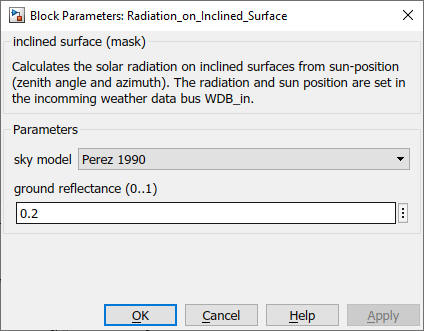 Block Parameters: Radiation_on_Inclined_Surface
inclined surface (mask)
Calculates the solar radiation on inclined surfaces from sun-position
(zenith angle and azimuth). The radiation and sun position are set in
the incomming weather data bus WDB_in.
Parameters
sky model Perez 1990
ground reflectance (0..1)
0.2
OK Cancel Help Apply